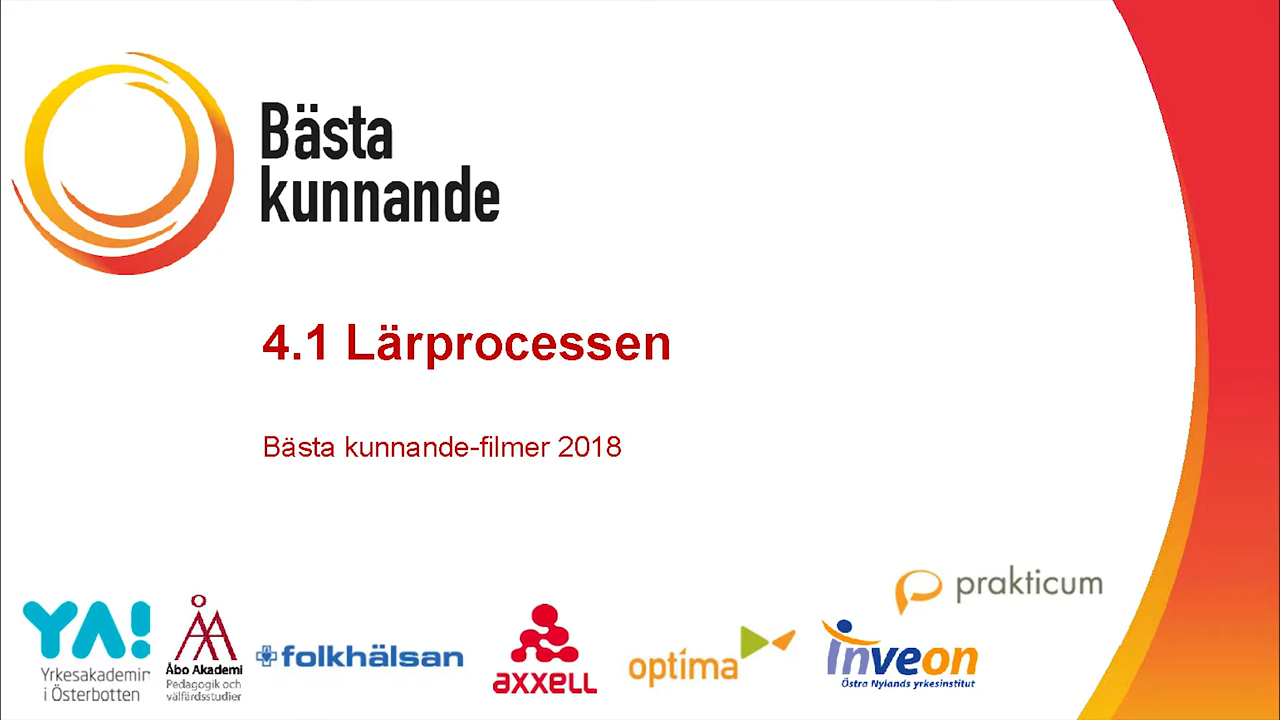 Bästa
kunnande
4.1 Lärprocessen
Bästa kunnande-filmer 2018
prakticum
YA!
Yrkesakademin
i Österbotten
Åbo Akademi
Pedagogik och
välfärdsstudier
folkhälsan
axxell
optima
inveon
Östra Nylands yrkesinstitut